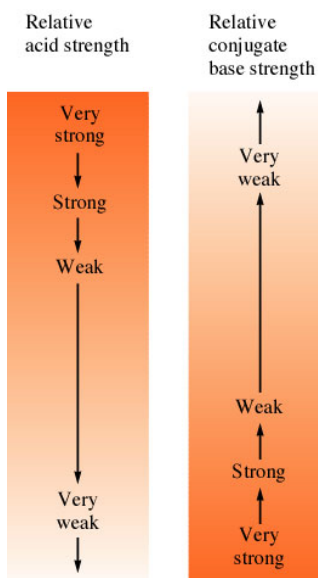 Relative
acid strength
Very
strong
Strong
Weak
Very
weak
Relative
conjugate
base strength
Very
weak
Weak
Strong
Very
strong